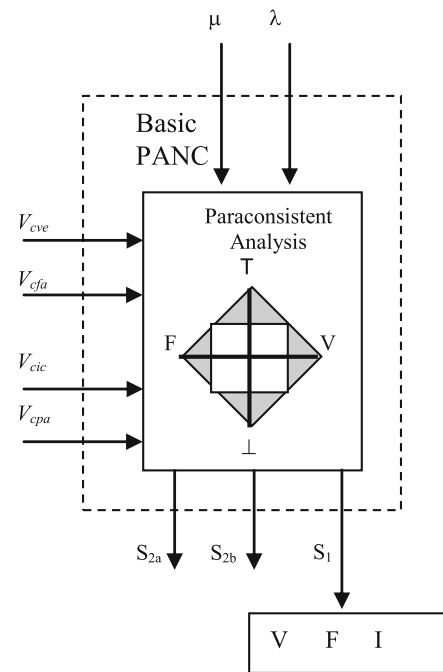 μ λ
Basic
PANC
V_cve
Paraconsistent
Analysis
V_cfa
T
F V
V_cic
V_cpa
⊥
S_2a S_2b S_1
V F I